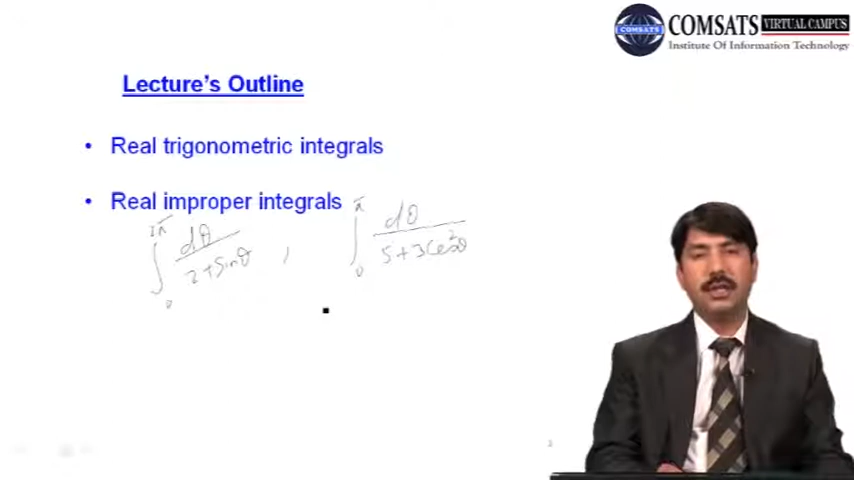 COMSATS VIRTUAL CAMPUS
COMSATS
Institute Of Information Technology
Lecture's Outline
• Real trigonometric integrals
• Real improper integrals
∫₀^2π dθ / 2+Sinθ , ∫₀^π dθ / 5+3Cos²θ